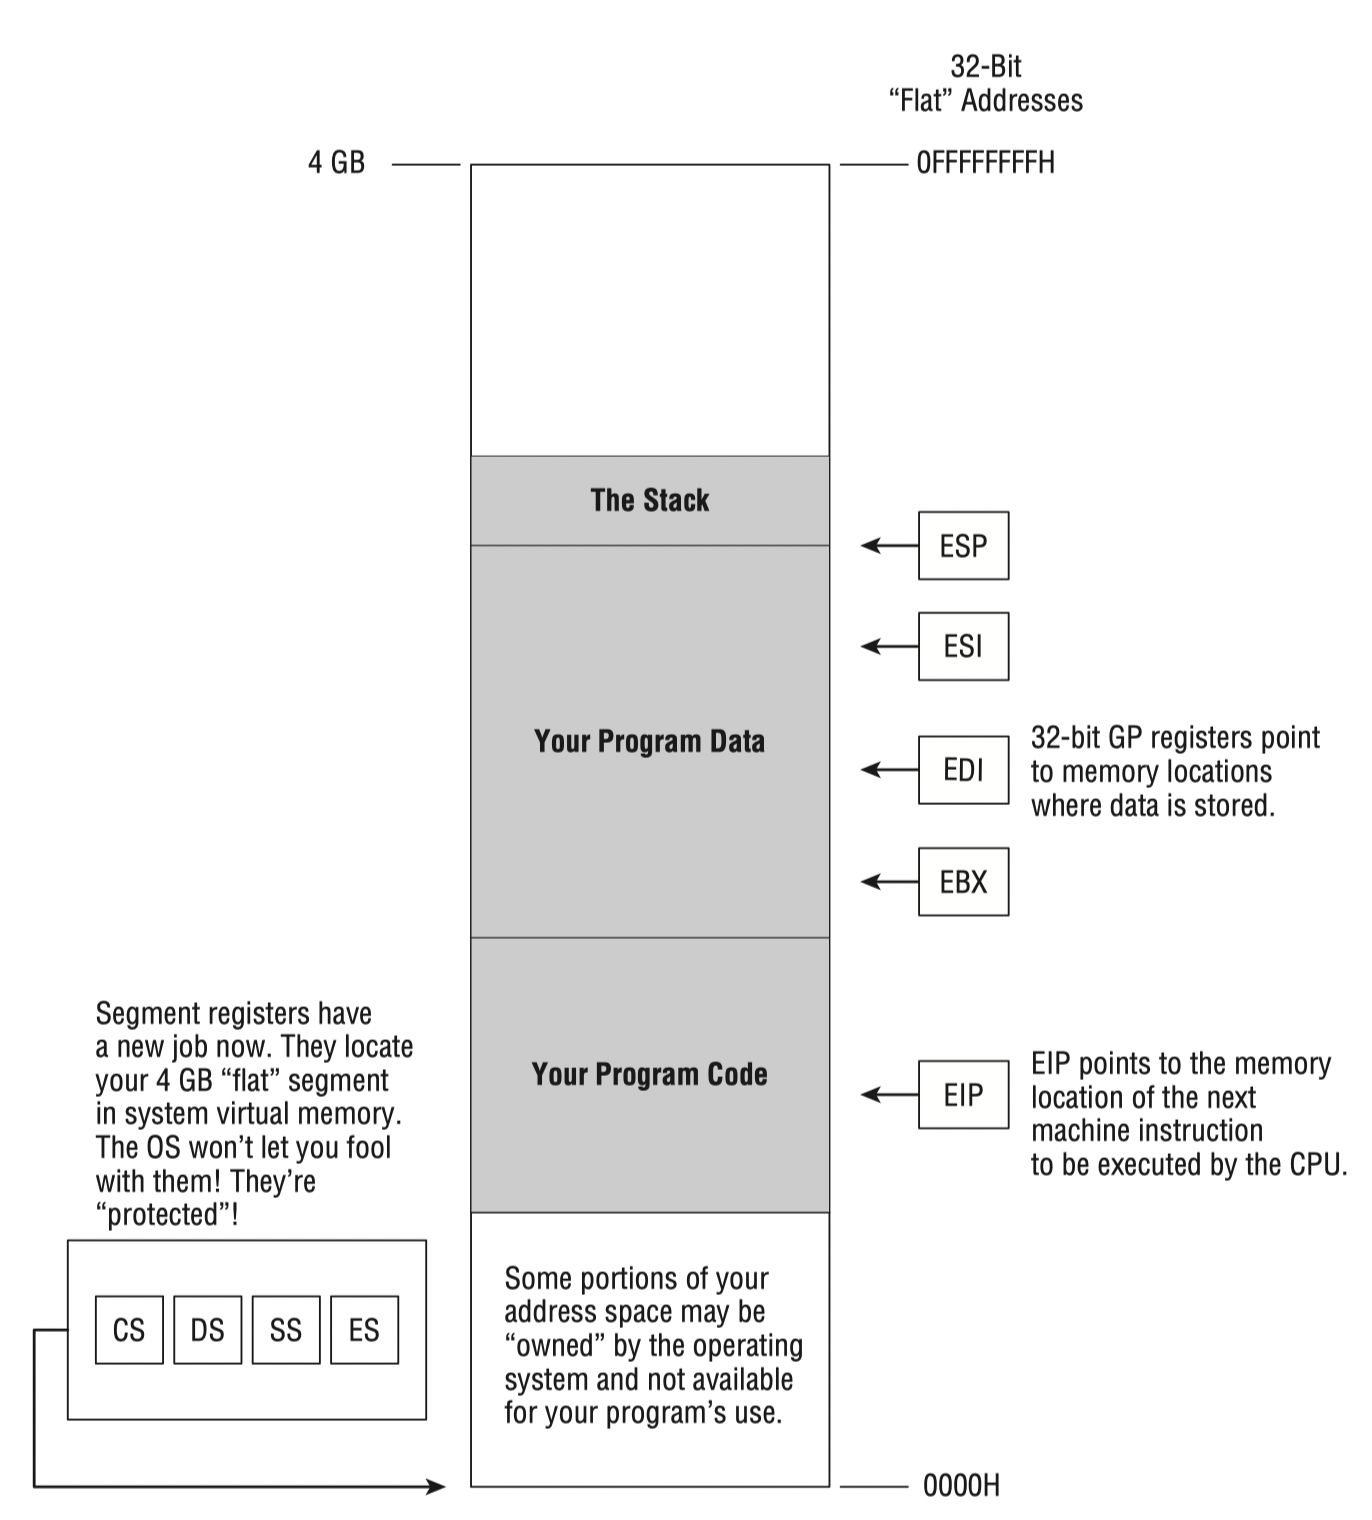 32-Bit
“Flat” Addresses
4 GB
0FFFFFFFFH
The Stack
ESP
ESI
Your Program Data
EDI
32-bit GP registers point
to memory locations
where data is stored.
EBX
Segment registers have
a new job now. They locate
your 4 GB “flat” segment
in system virtual memory.
The OS won’t let you fool
with them! They’re
“protected”!
Your Program Code
EIP
EIP points to the memory
location of the next
machine instruction
to be executed by the CPU.
CS DS SS ES
Some portions of your
address space may be
“owned” by the operating
system and not available
for your program’s use.
0000H